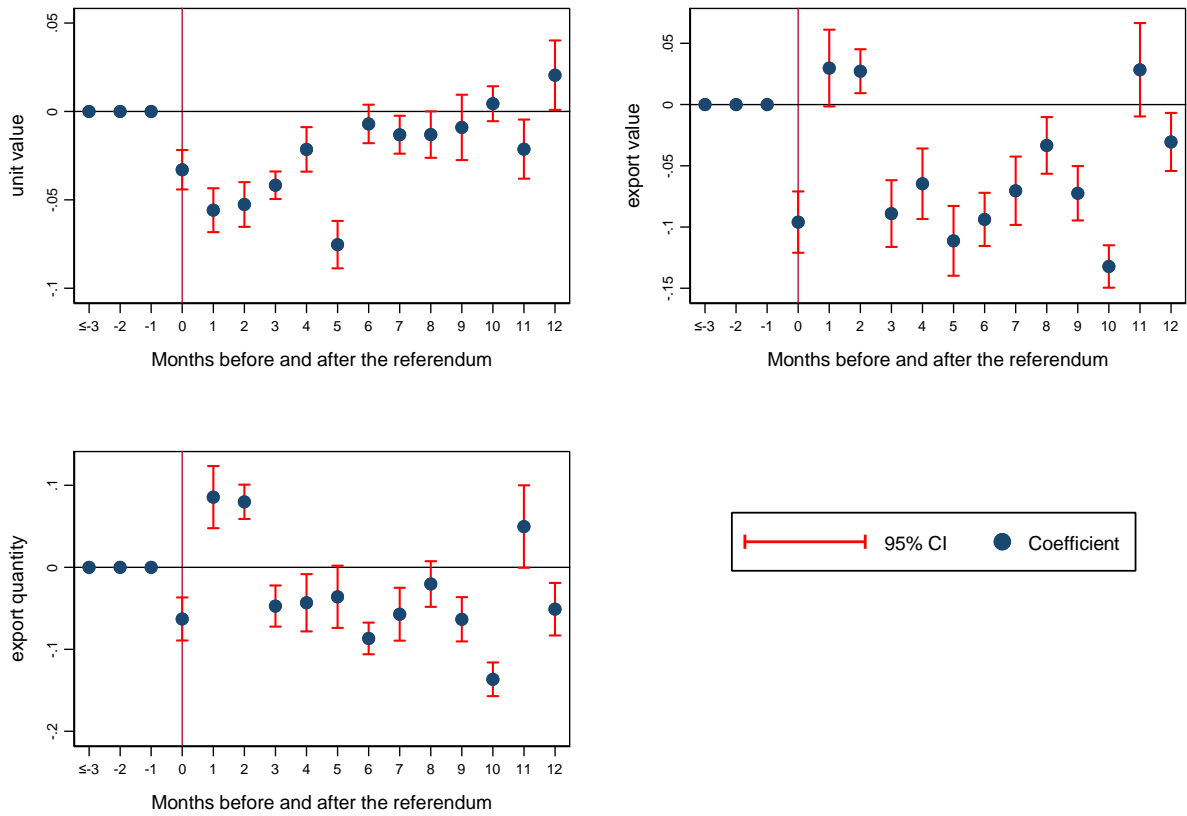 unit value
.05
0
-.05
-.1
≤-3 -2 -1 0 1 2 3 4 5 6 7 8 9 10 11 12
Months before and after the referendum
export value
.05
0
-.05
-.1
-.15
≤-3 -2 -1 0 1 2 3 4 5 6 7 8 9 10 11 12
Months before and after the referendum
export quantity
.1
0
-.1
-.2
≤-3 -2 -1 0 1 2 3 4 5 6 7 8 9 10 11 12
Months before and after the referendum
95% CI Coefficient